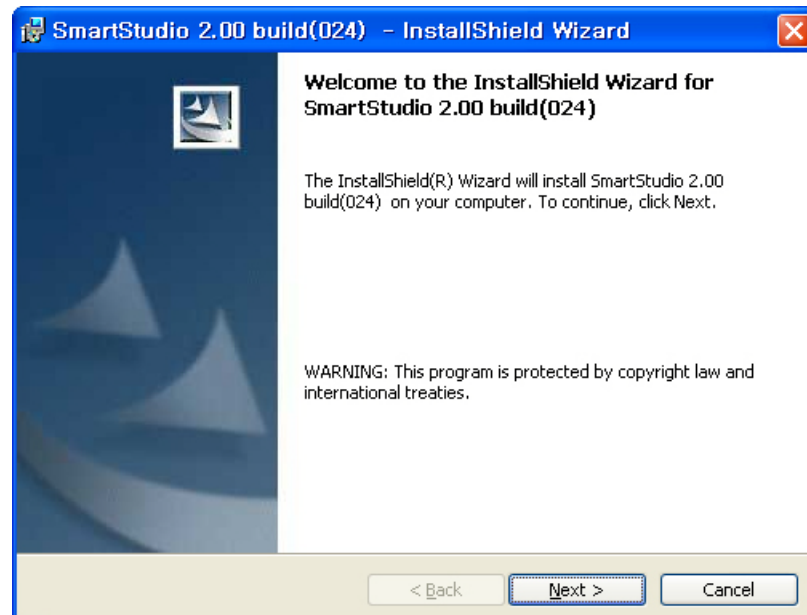 SmartStudio 2.00 build(024) - InstallShield Wizard
Welcome to the InstallShield Wizard for
SmartStudio 2.00 build(024)
The InstallShield(R) Wizard will install SmartStudio 2.00
build(024) on your computer. To continue, click Next.
WARNING: This program is protected by copyright law and
international treaties.
< Back
Next >
Cancel